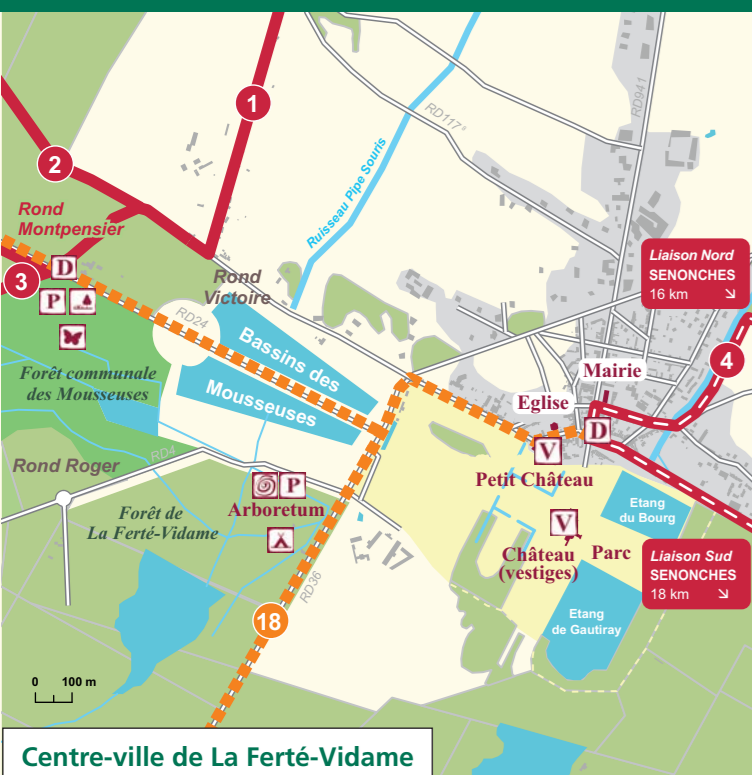 1
RD941
RD117⁶
2
Ruisseau Pipe Souris
Rond
Montpensier
Liaison Nord
SENONCHES
16 km
D
3
Rond
Victoire
P
RD24
Bassins des
Mousseuses
4
Mairie
Forêt communale
des Mousseuses
Eglise
D
V
Rond Roger
RD4
Petit Château
P
Arboretum
Etang
du Bourg
Forêt de
La Ferté-Vidame
V
Château
(vestiges)
Parc
Liaison Sud
SENONCHES
18 km
RD36
18
Etang
de Gautiray
0 100 m
Centre-ville de La Ferté-Vidame